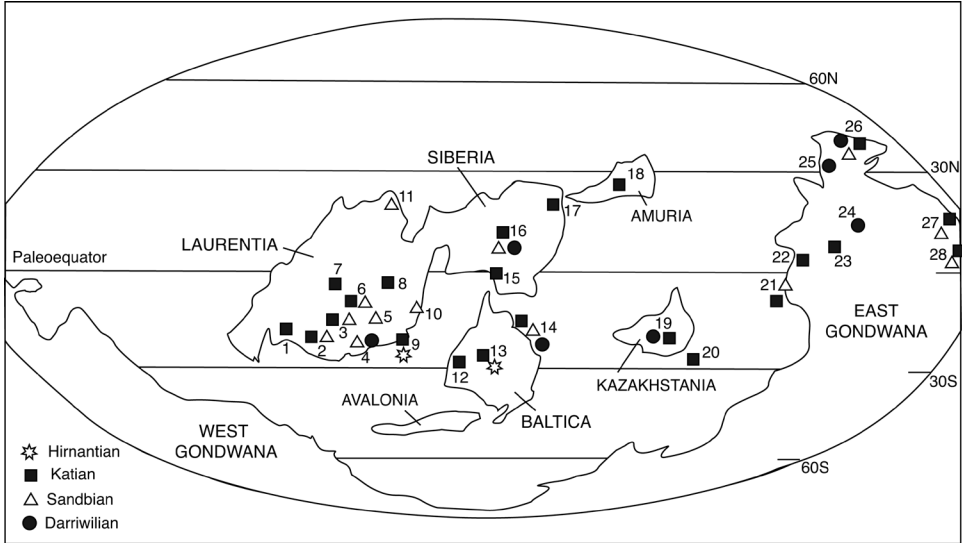 60N
26
SIBERIA
25
30N
18
11
17
AMURIA
24
27
LAURENTIA
16
Paleoequator
22
23
28
7
8
15
21
6
10
EAST
GONDWANA
5
14
19
1
2
3
4
9
13
20
12
30S
KAZAKHSTANIA
AVALONIA
BALTICA
WEST
GONDWANA
60S
Hirnantian
Katian
Sandbian
Darriwilian